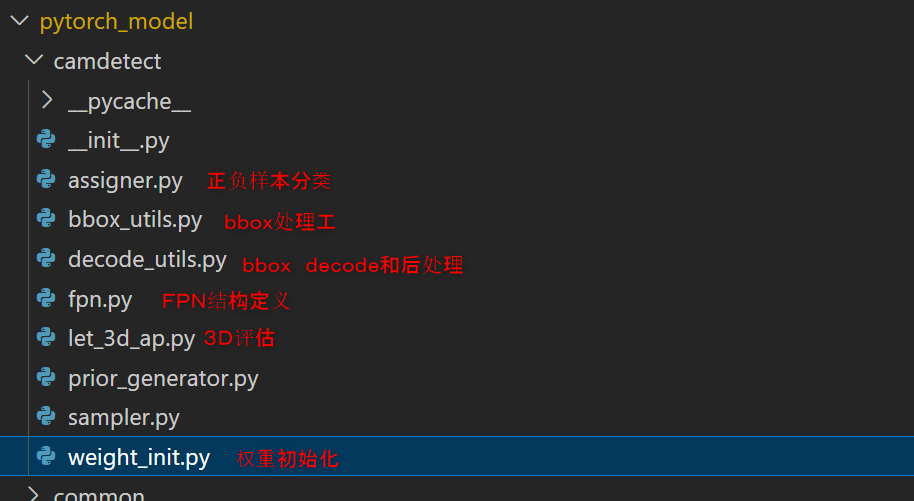 pytorch_model
camdetect
__pycache__
__init__.py
assigner.py 正负样本分类
bbox_utils.py bbox处理工
decode_utils.py bbox decode和后处理
fpn.py FPN结构定义
let_3d_ap.py 3D评估
prior_generator.py
sampler.py
weight_init.py 权重初始化
common